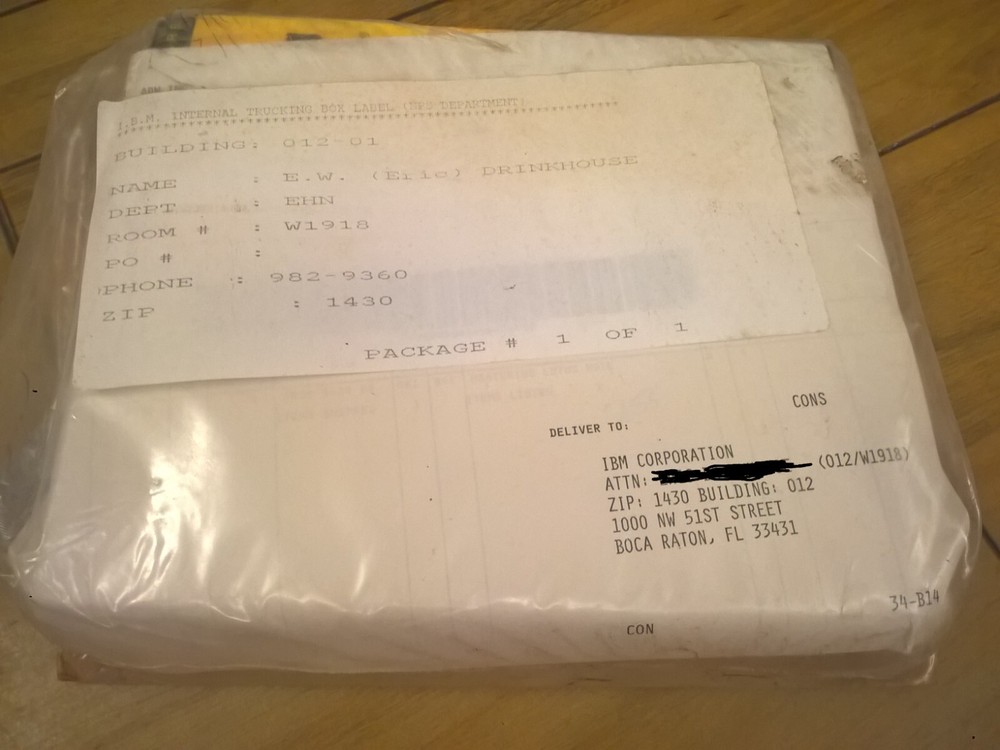 I.B.M. INTERNAL TRUCKING BOX LABEL (SPS DEPARTMENT)
BUILDING: 012-01
NAME : E.W. (Eric) DRINKHOUSE
DEPT : EHN
ROOM # : W1918
PO # :
PHONE : 982-9360
ZIP : 1430
PACKAGE # 1 OF 1
CONS
DELIVER TO:
IBM CORPORATION
ATTN: (012/W1918)
ZIP: 1430 BUILDING: 012
1000 NW 51ST STREET
BOCA RATON, FL 33431
34-B14
CON